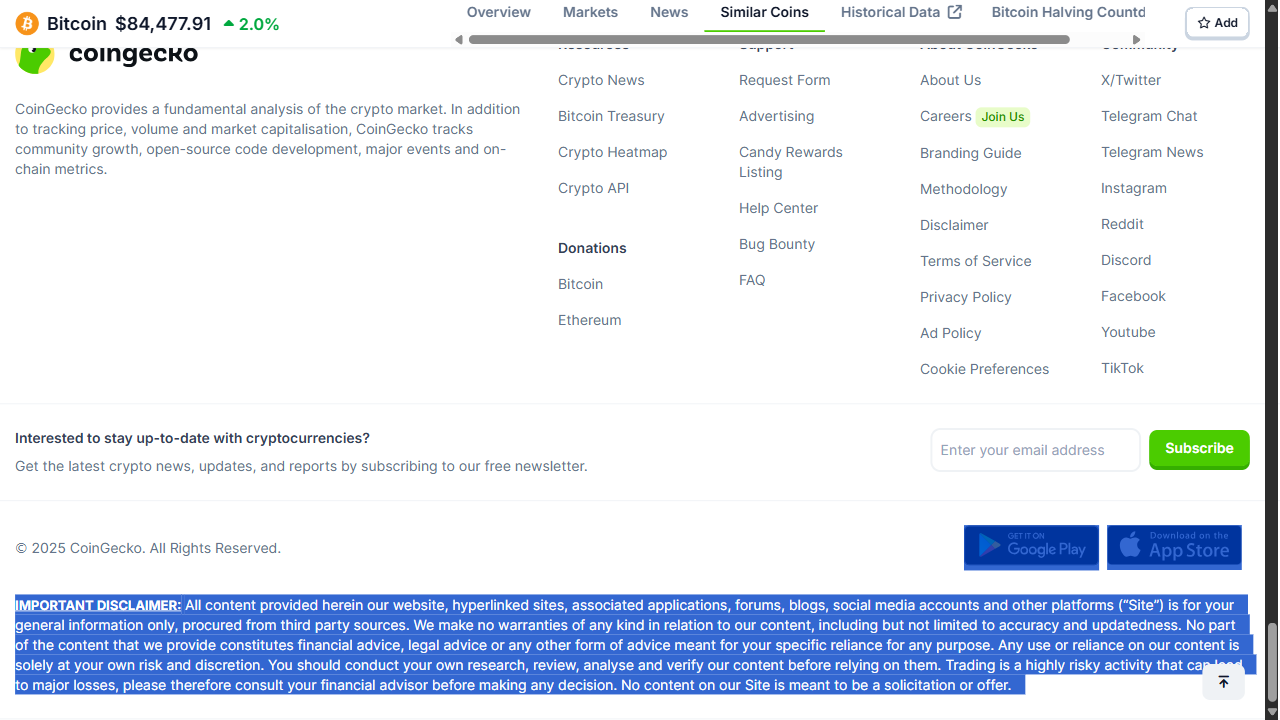 Bitcoin $84,477.91 2.0%
Overview Markets News Similar Coins Historical Data Bitcoin Halving Countd
Add
coingecko
CoinGecko provides a fundamental analysis of the crypto market. In addition
to tracking price, volume and market capitalisation, CoinGecko tracks
community growth, open-source code development, major events and on-
chain metrics.
Resources
Crypto News
Bitcoin Treasury
Crypto Heatmap
Crypto API
Donations
Bitcoin
Ethereum
Support
Request Form
Advertising
Candy Rewards
Listing
Help Center
Bug Bounty
FAQ
About CoinGecko
About Us
Careers Join Us
Branding Guide
Methodology
Disclaimer
Terms of Service
Privacy Policy
Ad Policy
Cookie Preferences
Community
X/Twitter
Telegram Chat
Telegram News
Instagram
Reddit
Discord
Facebook
Youtube
TikTok
Interested to stay up-to-date with cryptocurrencies?
Get the latest crypto news, updates, and reports by subscribing to our free newsletter.
Enter your email address
Subscribe
© 2025 CoinGecko. All Rights Reserved.
GET IT ON
Google Play
Download on the
App Store
IMPORTANT DISCLAIMER: All content provided herein our website, hyperlinked sites, associated applications, forums, blogs, social media accounts and other platforms (“Site”) is for your
general information only, procured from third party sources. We make no warranties of any kind in relation to our content, including but not limited to accuracy and updatedness. No part
of the content that we provide constitutes financial advice, legal advice or any other form of advice meant for your specific reliance for any purpose. Any use or reliance on our content is
solely at your own risk and discretion. You should conduct your own research, review, analyse and verify our content before relying on them. Trading is a highly risky activity that can lead
to major losses, please therefore consult your financial advisor before making any decision. No content on our Site is meant to be a solicitation or offer.